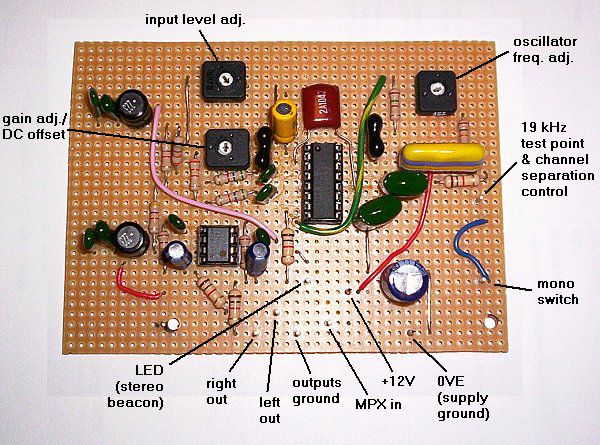 input level adj.
oscillator
freq. adj.
gain adj./
DC offset
2A104J
19 kHz
test point
& channel
separation
control
mono
switch
LED
(stereo
beacon)
right
out
left
out
outputs
ground
MPX in
+12V
0VE
(supply
ground)